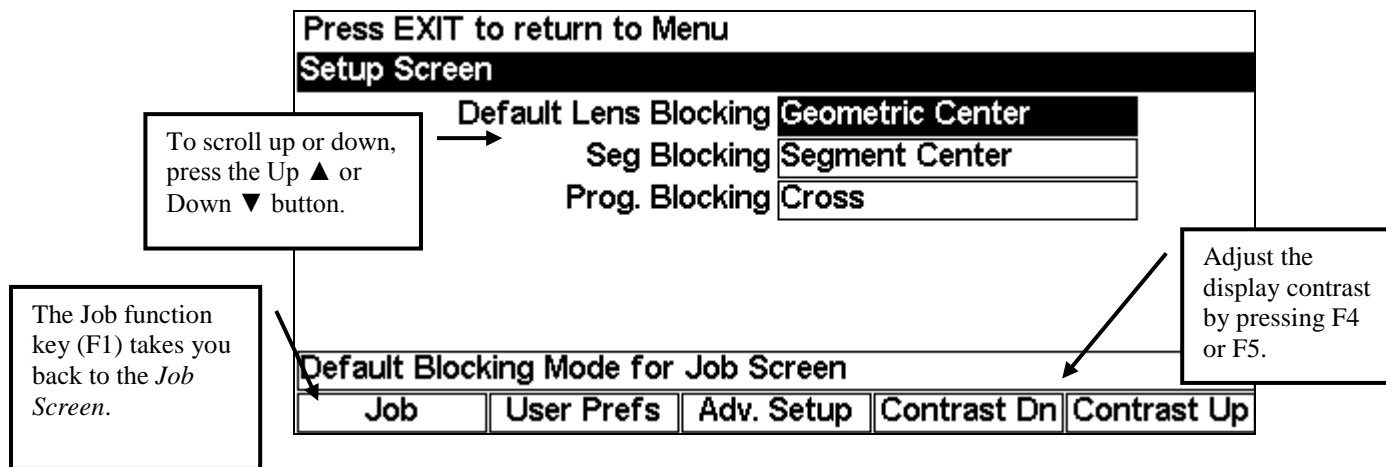 Press EXIT to return to Menu
Setup Screen
Default Lens Blocking Geometric Center
Seg Blocking Segment Center
Prog. Blocking Cross
To scroll up or down,
press the Up ▲ or
Down ▼ button.
Adjust the
display contrast
by pressing F4
or F5.
The Job function
key (F1) takes you
back to the Job
Screen.
Default Blocking Mode for Job Screen
Job User Prefs Adv. Setup Contrast Dn Contrast Up